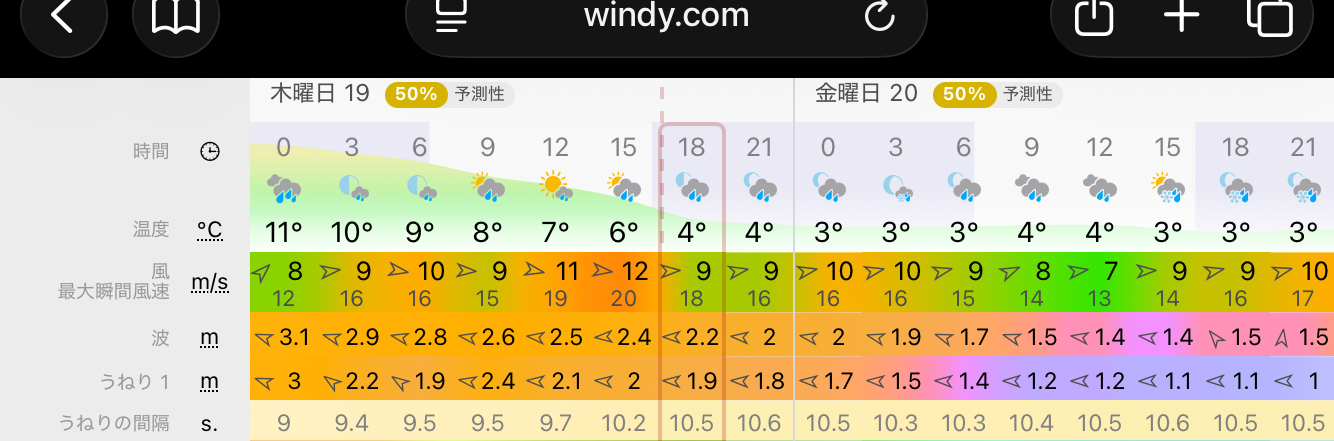 windy.com
木曜日 19 50% 予測性 金曜日 20 50% 予測性
時間 0 3 6 9 12 15 18 21 0 3 6 9 12 15 18 21
温度 °C 11° 10° 9° 8° 7° 6° 4° 4° 3° 3° 3° 4° 4° 3° 3° 3°
風 8 9 10 9 11 12 9 9 10 10 9 8 7 9 9 10
最大瞬間風速 m/s 12 16 16 15 19 20 18 16 16 16 15 14 13 14 16 17
波 m 3.1 2.9 2.8 2.6 2.5 2.4 2.2 2 2 1.9 1.7 1.5 1.4 1.4 1.5 1.5
うねり 1 m 3 2.2 1.9 2.4 2.1 2 1.9 1.8 1.7 1.5 1.4 1.2 1.2 1.1 1.1 1
うねりの間隔 s. 9 9.4 9.5 9.5 9.7 10.2 10.5 10.6 10.5 10.3 10.3 10.4 10.5 10.6 10.5 10.5